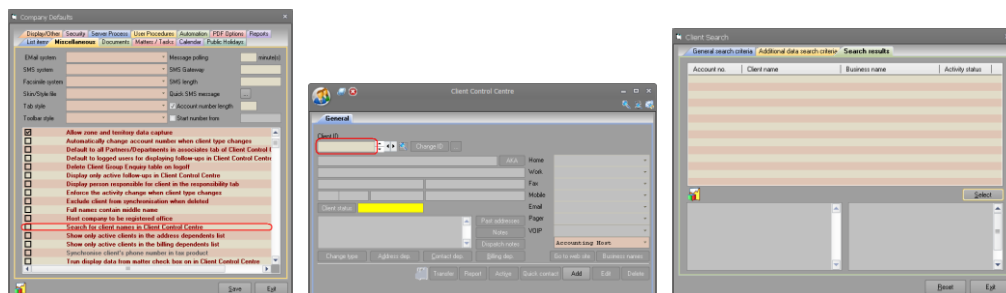 Company Defaults
Display/Other Security Server Process User Procedures Automation PDF Options Reports
List items Miscellaneous Documents Matters / Tasks Calendar Public Holidays
EMail system
Message polling
minute(s)
SMS system
SMS Gateway
Facsimile system
SMS length
Skin/Style file
Quick SMS message
Tab style
Account number length
Toolbar style
Start number from
Allow zone and territory data capture
Automatically change account number when client type changes
Default to all Partners/Departments in associates tab of Client Control
Default to logged users for displaying follow-ups in Client Control Centre
Delete Client Group Enquiry table on logoff
Display only active follow-ups in Client Control Centre
Display person responsible for client in the responsibility tab
Enforce the activity change when client type changes
Exclude client from synchronisation when deleted
Full names contain middle name
Host company to be registered office
Search for client names in Client Control Centre
Show only active clients in the address dependents list
Show only active clients in the billing dependents list
Synchronise client's phone number in tax product
Trun display data from matter check box on in Client Control Centre
Save Exit
Client Control Centre
General
Client ID
Change ID
AKA
Home
Work
Fax
Mobile
Client status
Email
Past addresses
Pager
Notes
VOIP
Dispatch notes
Accounting Host
Change type Address dep. Contact dep. Billing dep. Go to web site Business names
Transfer Report Active Quick contact Add Edit Delete
Client Search
General search criteria Additional data search criteria Search results
Account no. Client name Business name Activity status
Select
Reset Exit